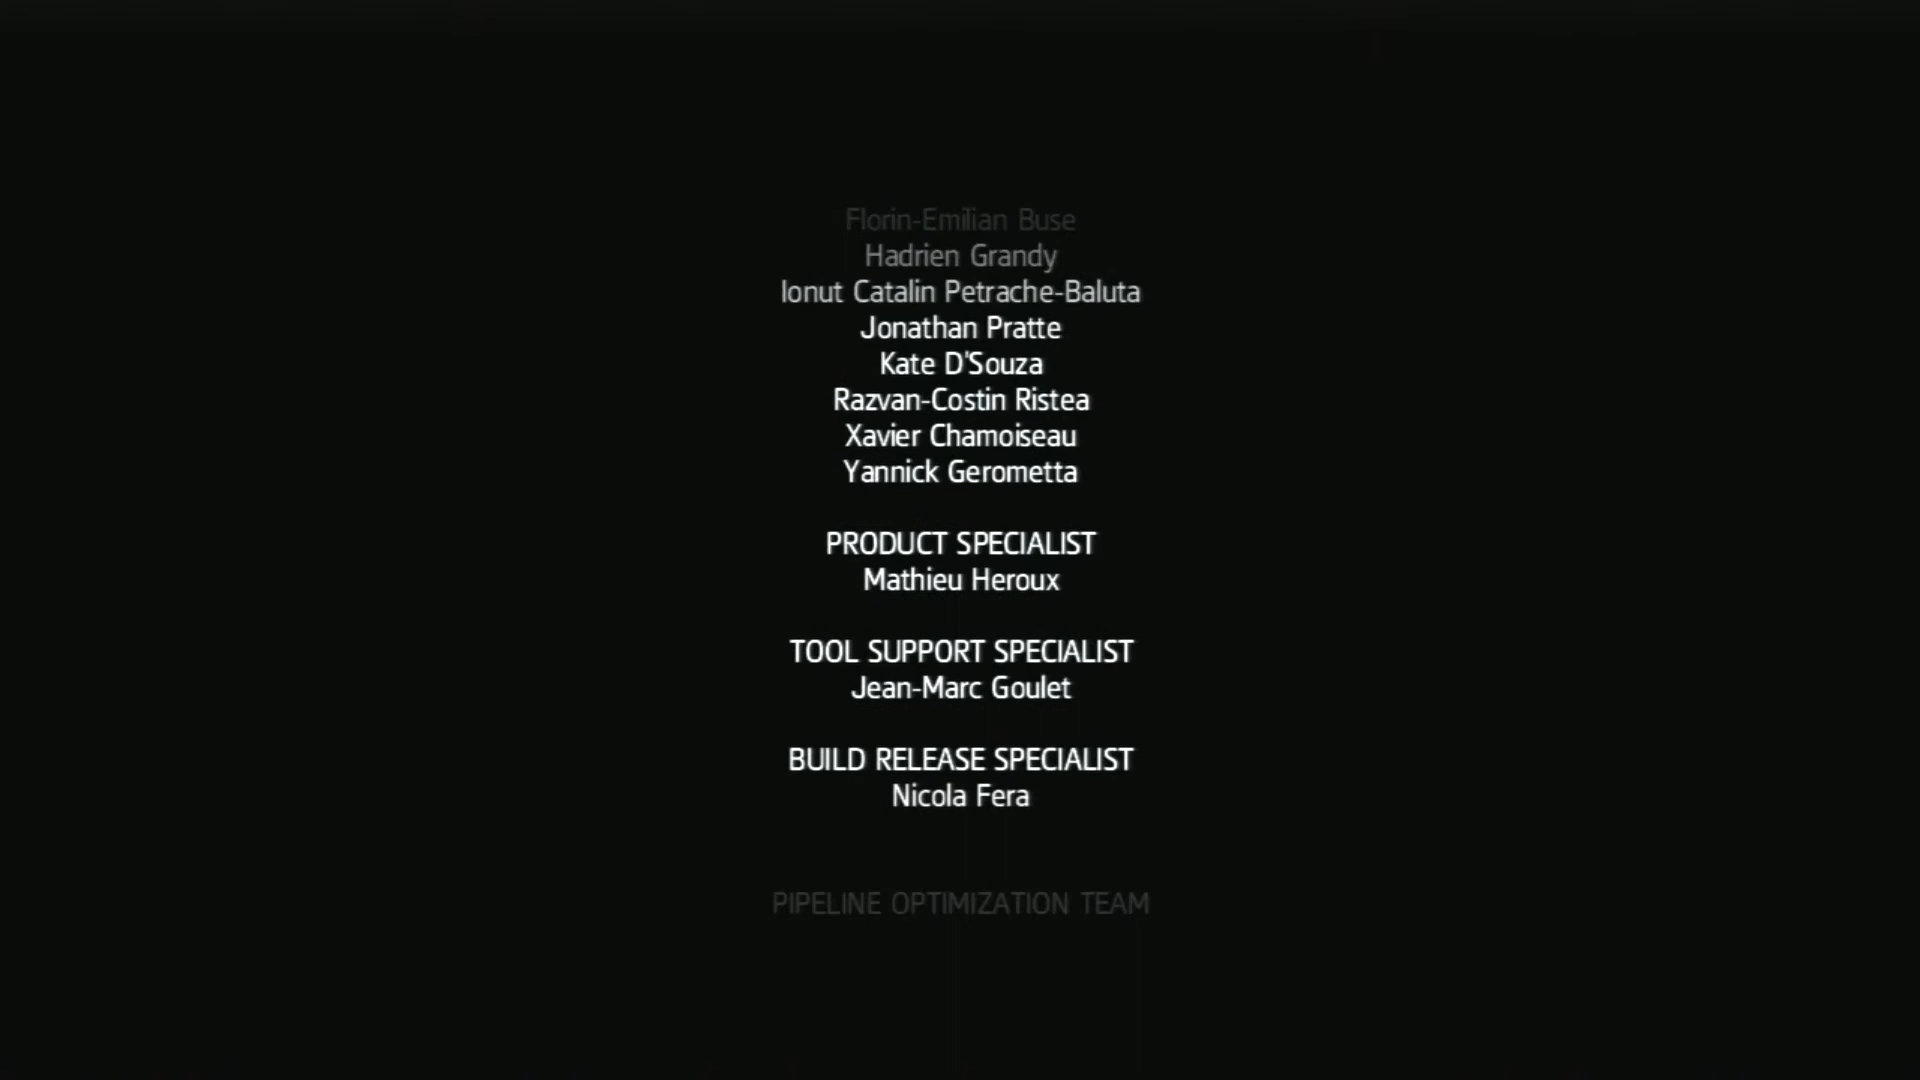 Florin-Emilian Buse
Hadrien Grandy
Ionut Catalin Petrache-Baluta
Jonathan Pratte
Kate D'Souza
Razvan-Costin Ristea
Xavier Chamoiseau
Yannick Gerometta
PRODUCT SPECIALIST
Mathieu Heroux
TOOL SUPPORT SPECIALIST
Jean-Marc Goulet
BUILD RELEASE SPECIALIST
Nicola Fera
PIPELINE OPTIMIZATION TEAM